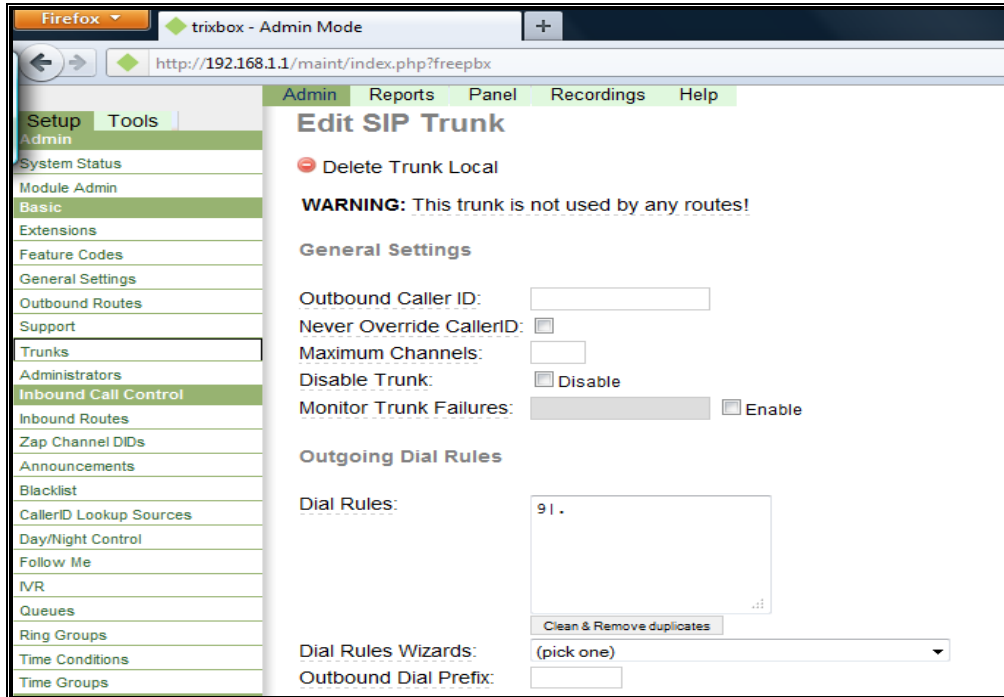 Firefox
trixbox - Admin Mode
+
http://192.168.1.1/maint/index.php?freepbx
Admin Reports Panel Recordings Help
Setup Tools
Admin
System Status
Module Admin
Basic
Extensions
Feature Codes
General Settings
Outbound Routes
Support
Trunks
Administrators
Inbound Call Control
Inbound Routes
Zap Channel DIDs
Announcements
Blacklist
CallerID Lookup Sources
Day/Night Control
Follow Me
IVR
Queues
Ring Groups
Time Conditions
Time Groups
Edit SIP Trunk
Delete Trunk Local
WARNING: This trunk is not used by any routes!
General Settings
Outbound Caller ID:
Never Override CallerID:
Maximum Channels:
Disable Trunk: Disable
Monitor Trunk Failures: Enable
Outgoing Dial Rules
Dial Rules: 9|.
Clean & Remove duplicates
Dial Rules Wizards: (pick one)
Outbound Dial Prefix: